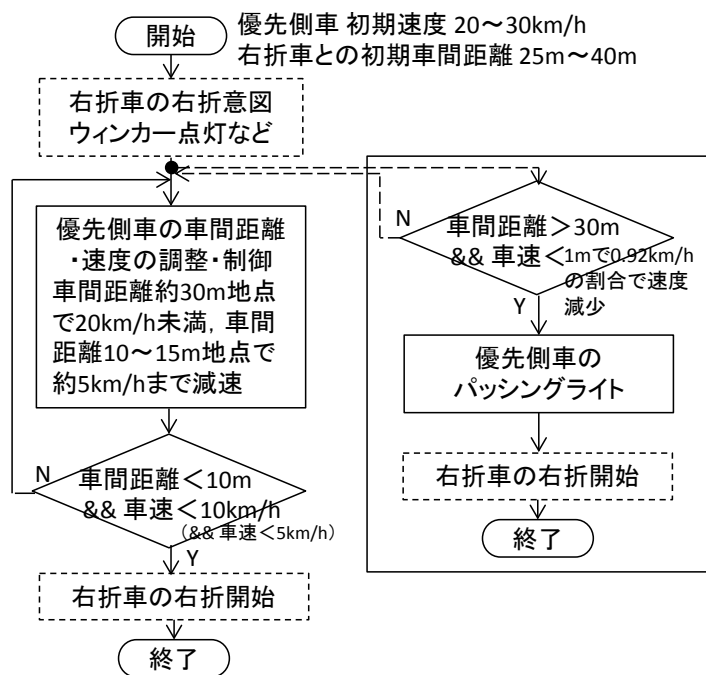 開始
優先側車 初期速度 20～30km/h
右折車との初期車間距離 25m～40m
右折車の右折意図
ウィンカー点灯など
優先側車の車間距離
・速度の調整・制御
車間距離約30m地点
で20km/h未満，車間
距離10～15m地点で
約5km/hまで減速
N
車間距離＜10m
&& 車速＜10km/h
（&& 車速＜5km/h）
Y
右折車の右折開始
終了
N
車間距離＞30m
&& 車速＜1mで0.92km/h
の割合で速度
減少
Y
優先側車の
パッシングライト
右折車の右折開始
終了